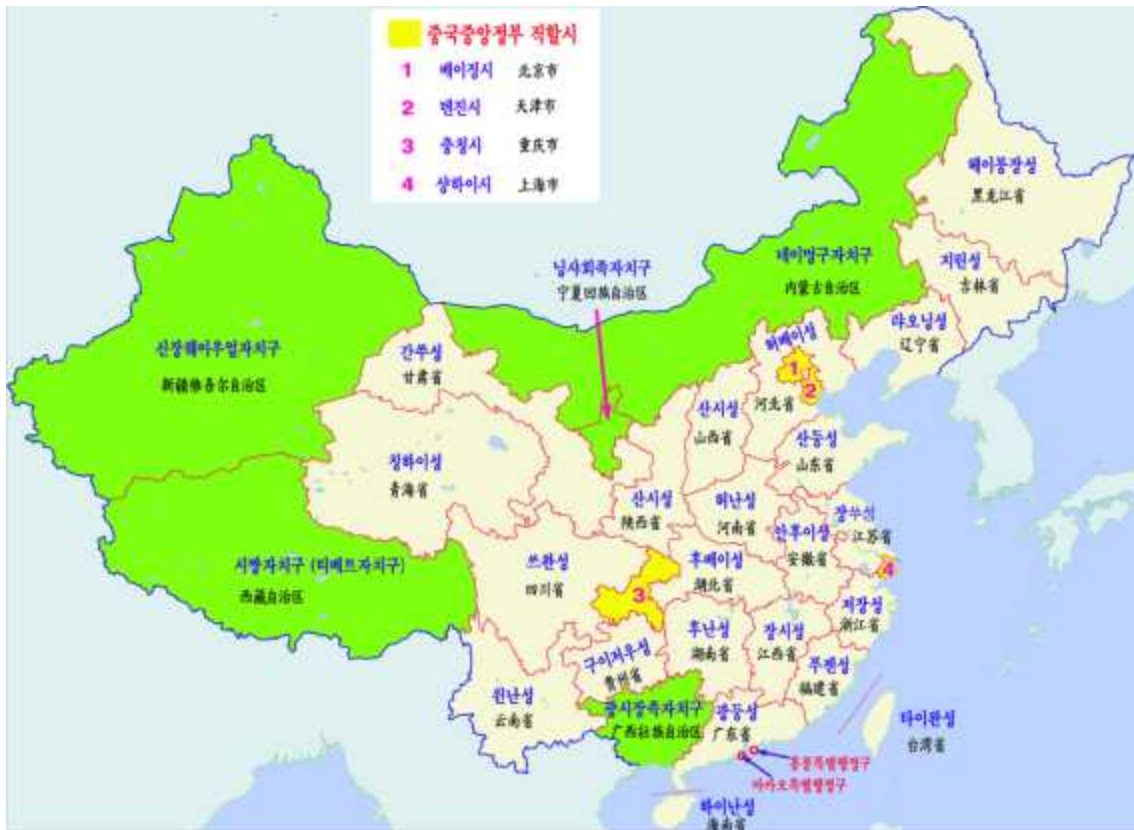 중국중앙정부 직할시
1 베이징시 北京市
2 텐진시 天津市
3 충칭시 重庆市
4 상하이시 上海市
헤이룽장성
黑龙江省
지린성
吉林省
랴오닝성
辽宁省
네이멍구자치구
内蒙古自治区
닝샤회족자치구
宁夏回族自治区
허베이성
河北省
1
2
신장웨이우얼자치구
新疆维吾尔自治区
간쑤성
甘肃省
산시성
山西省
산둥성
山东省
칭하이성
青海省
산시성
陕西省
허난성
河南省
장쑤성
江苏省
안후이성
安徽省
4
시짱자치구 (티베트자치구)
西藏自治区
쓰촨성
四川省
3
후베이성
湖北省
저장성
浙江省
후난성
湖南省
장시성
江西省
구이저우성
贵州省
푸젠성
福建省
윈난성
云南省
광시장족자치구
广西壮族自治区
광둥성
广东省
타이완성
台湾省
홍콩특별행정구
마카오특별행정구
하이난성
海南省